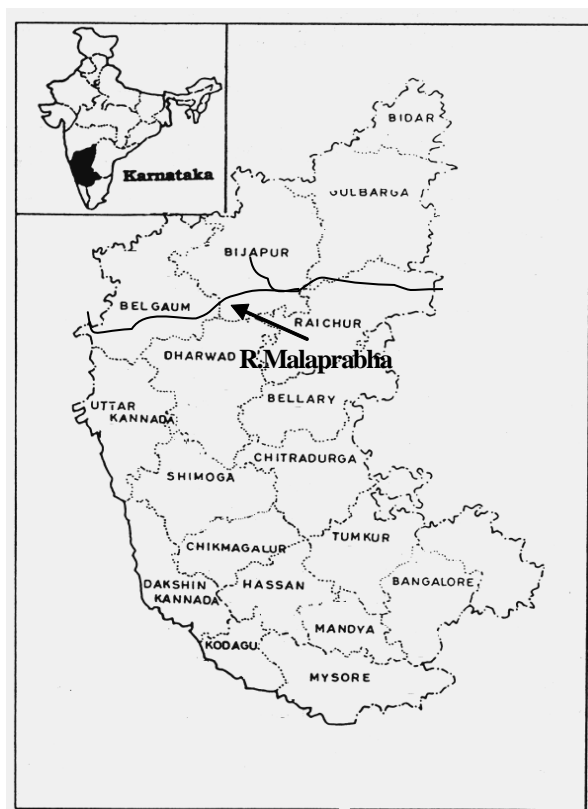 Karnataka
BIDAR
GULBARGA
BIJAPUR
BELGAUM
RAICHUR
DHARWAD
R.Malaprabha
UTTAR
KANNADA
BELLARY
CHITRADURGA
SHIMOGA
TUMKUR
CHIKMAGALUR
BANGALORE
DAKSHIN
KANNADA
HASSAN
MANDYA
KODAGU
MYSORE